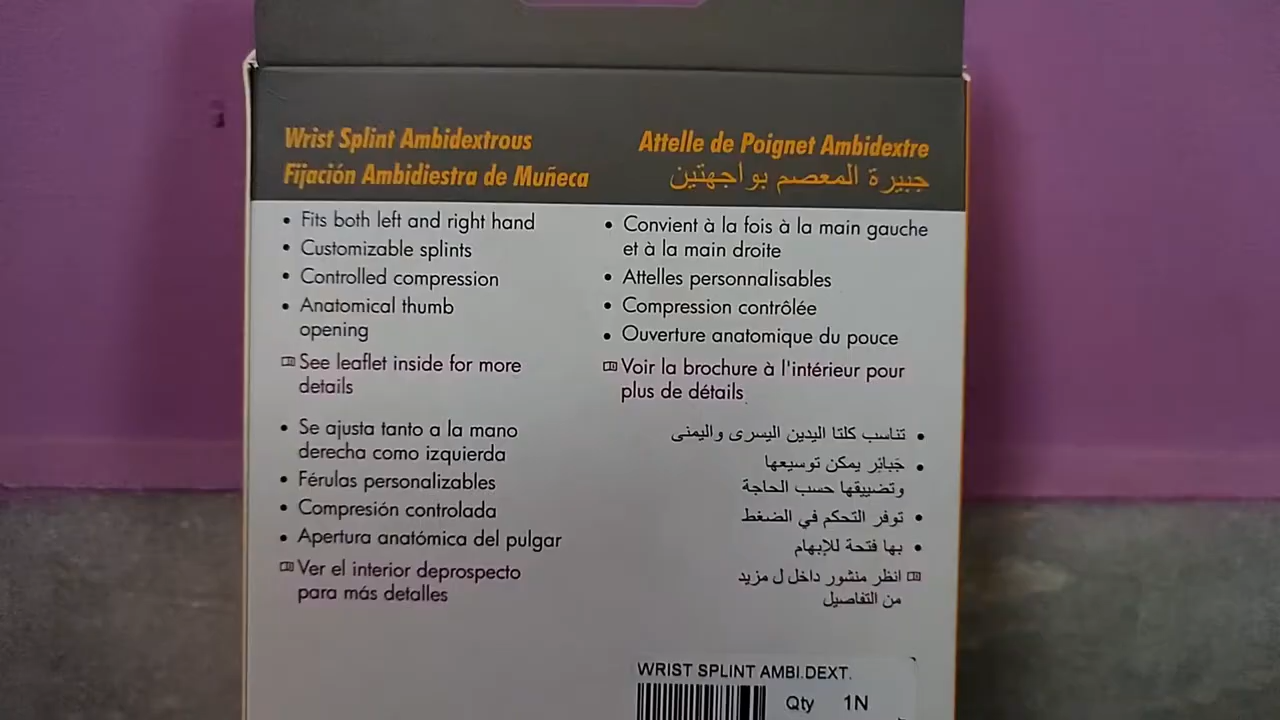 Wrist Splint Ambidextrous
Fijación Ambidiestra de Muñeca
Attelle de Poignet Ambidextre
جبيرة المعصم بواجهتين
• Fits both left and right hand
• Customizable splints
• Controlled compression
• Anatomical thumb
opening
See leaflet inside for more
details
• Se ajusta tanto a la mano
derecha como izquierda
• Férulas personalizables
• Compresión controlada
• Apertura anatómica del pulgar
Ver el interior deprospecto
para más detalles
• Convient à la fois à la main gauche
et à la main droite
• Attelles personnalisables
• Compression contrôlée
• Ouverture anatomique du pouce
Voir la brochure à l'intérieur pour
plus de détails
• تناسب كلتا اليدين اليسرى واليمنى
• جَبائِر يمكن توسيعها
وتضييقها حسب الحاجة
• توفر التحكم في الضغط
• بها فتحة للإبهام
انظر منشور داخل ل مزيد
من التفاصيل
WRIST SPLINT AMBI.DEXT.
Qty 1N